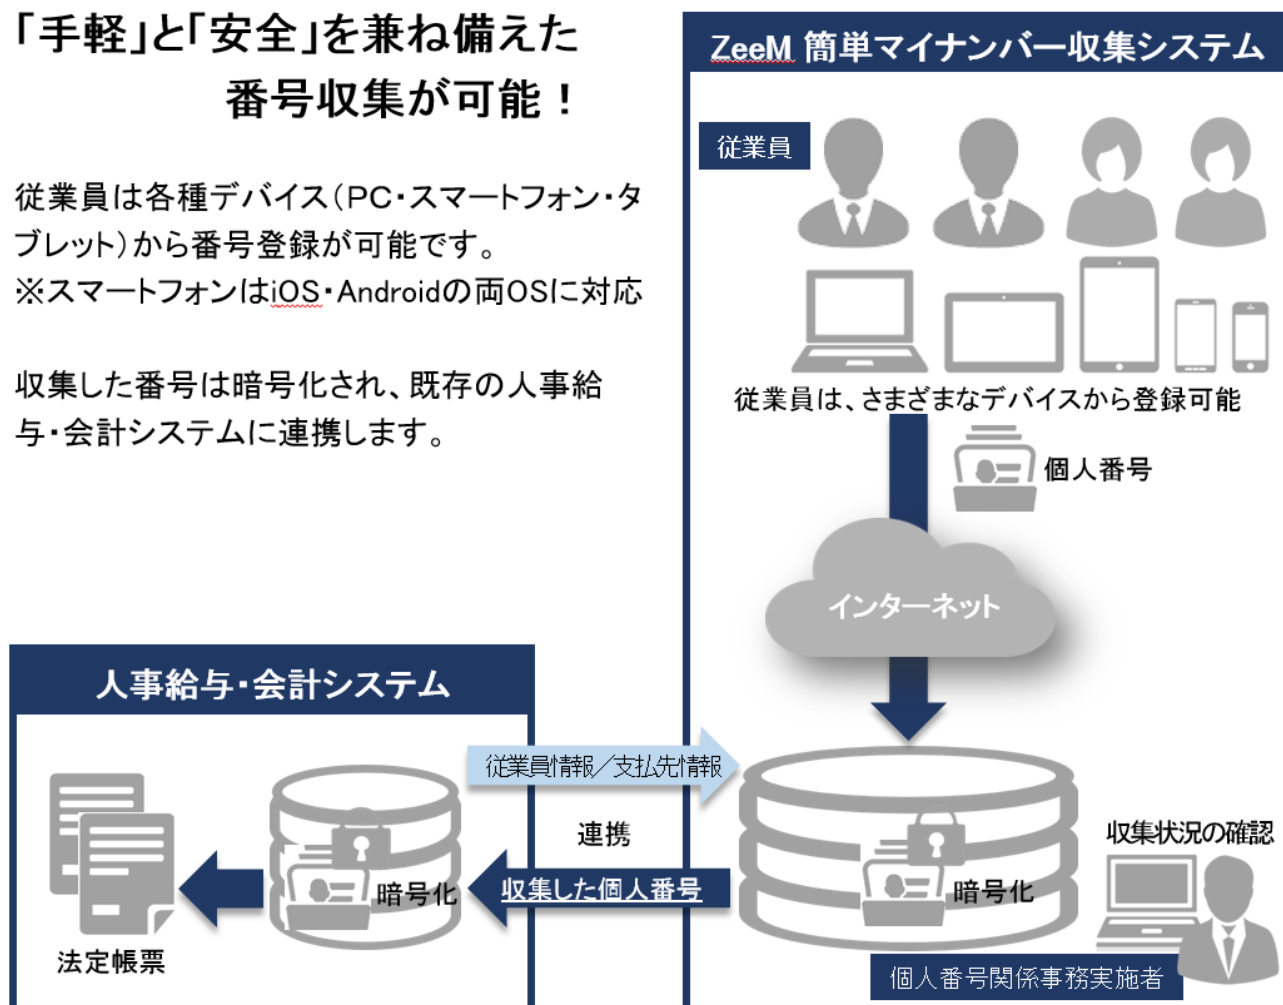 「手軽」と「安全」を兼ね備えた
番号収集が可能！
従業員は各種デバイス（PC・スマートフォン・タ
ブレット）から番号登録が可能です。
※スマートフォンはiOS・Androidの両OSに対応
収集した番号は暗号化され、既存の人事給
与・会計システムに連携します。
ZeeM 簡単マイナンバー収集システム
従業員
従業員は、さまざまなデバイスから登録可能
個人番号
インターネット
人事給与・会計システム
従業員情報／支払先情報
連携
収集した個人番号
暗号化
法定帳票
暗号化
収集状況の確認
個人番号関係事務実施者